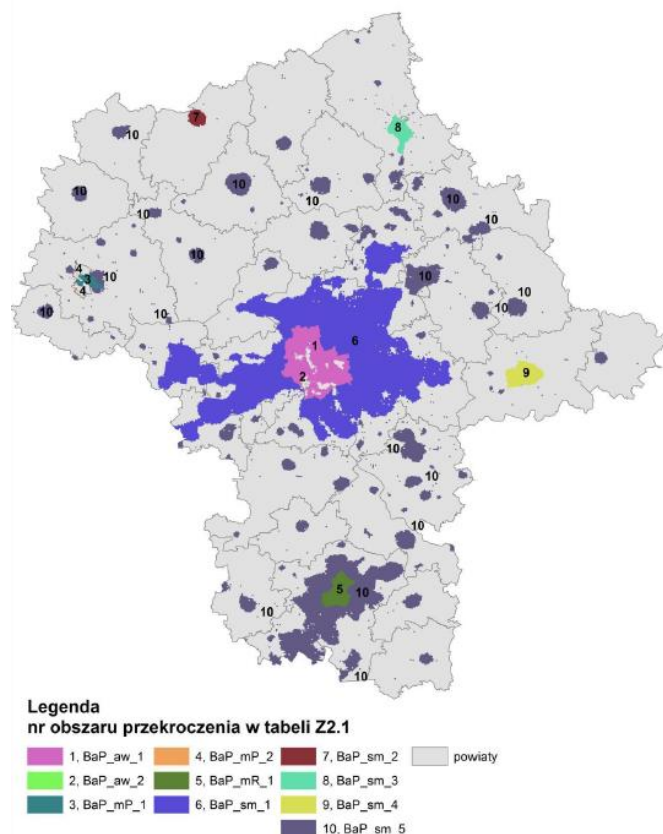 7
8
10
10
10
10
10
10
10
4
3
10
4
10
10
10
10
10
1
6
2
9
10
10
10
5
10
10
10
Legenda
nr obszaru przekroczenia w tabeli Z2.1
1, BaP_aw_1
4, BaP_mP_2
7, BaP_sm_2
powiaty
2, BaP_aw_2
5, BaP_mR_1
8, BaP_sm_3
3, BaP_mP_1
6, BaP_sm_1
9, BaP_sm_4
10, BaP_sm_5